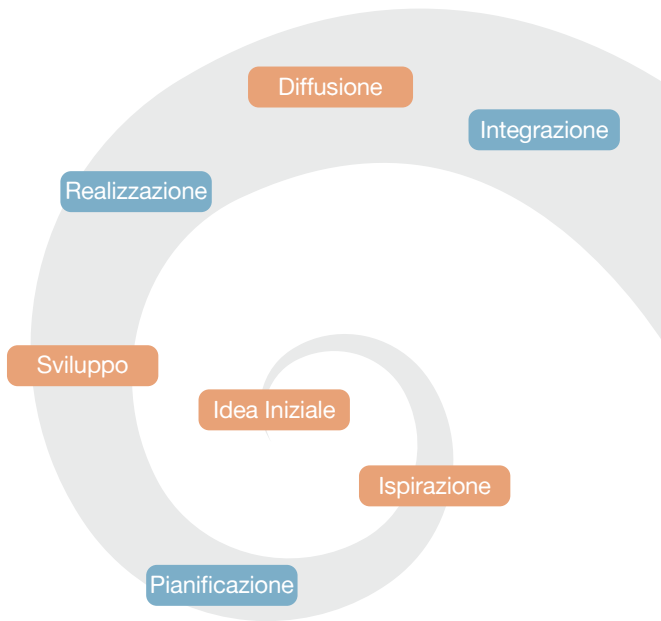 Diffusione
Integrazione
Realizzazione
Sviluppo
Idea Iniziale
Ispirazione
Pianificazione